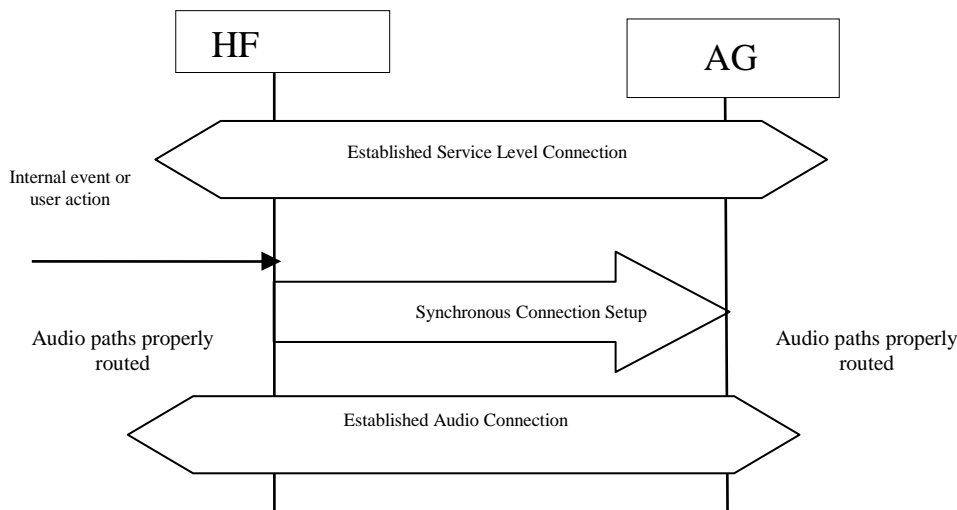 HF
AG
Established Service Level Connection
Internal event or
user action
Synchronous Connection Setup
Audio paths properly
routed
Audio paths properly
routed
Established Audio Connection